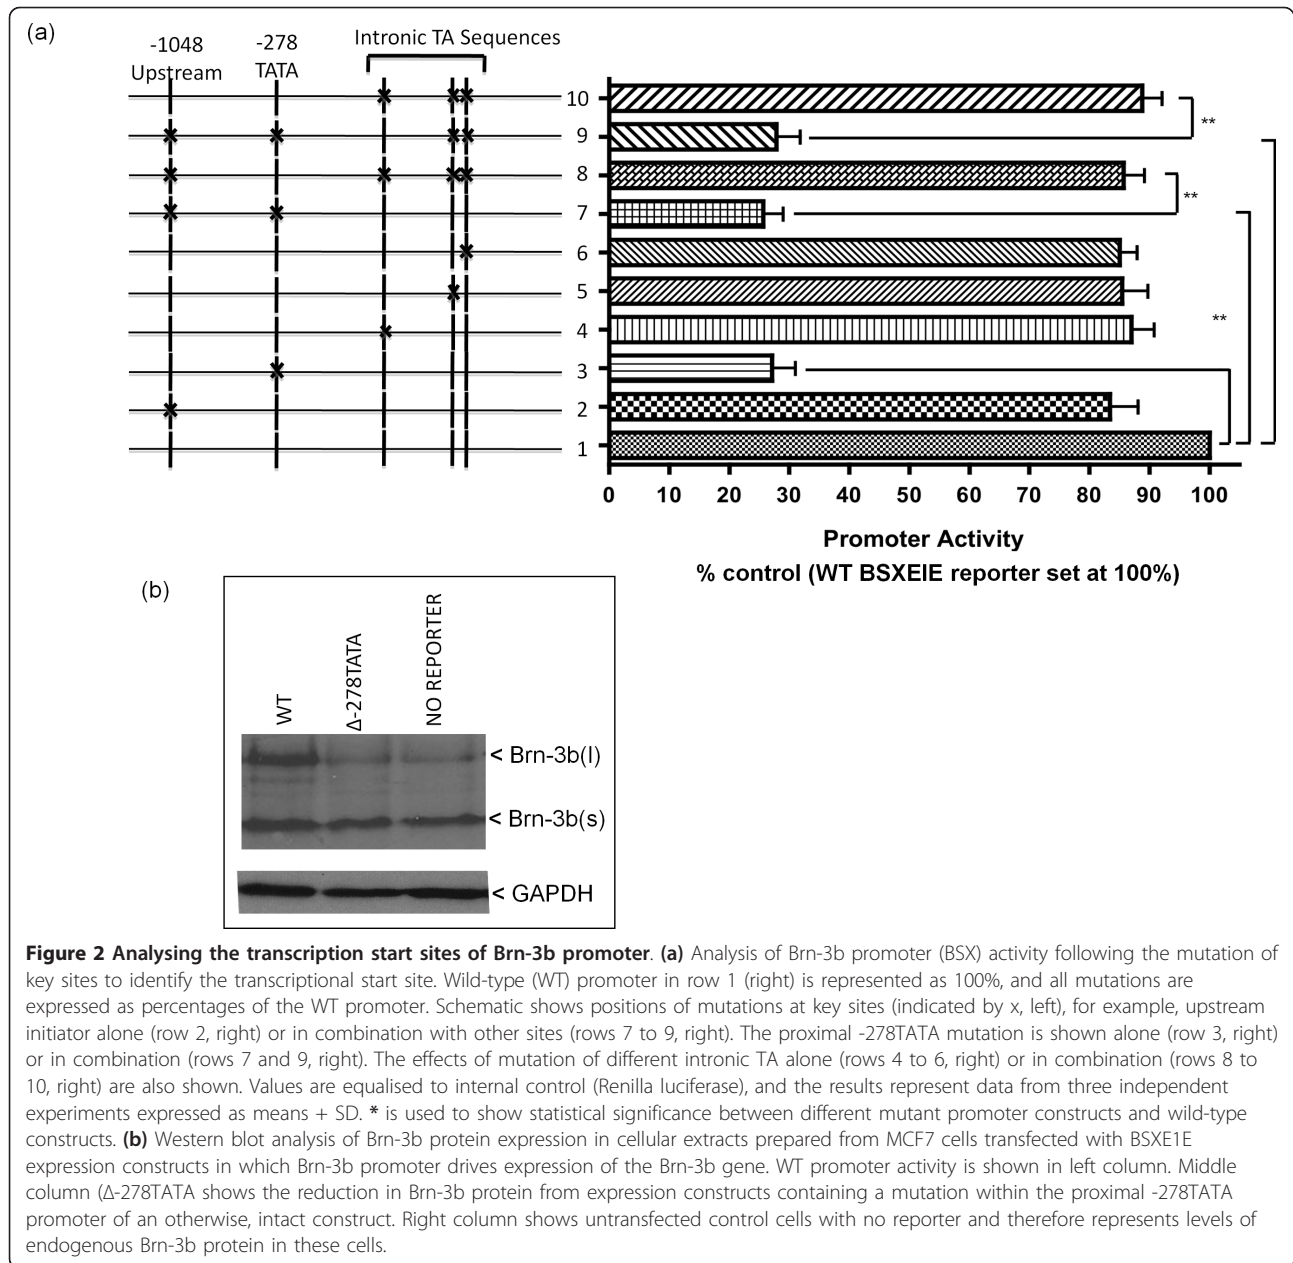 (a)
-1048
Upstream
-278
TATA
Intronic TA Sequences
10
**
9
8
**
7
6
5
**
4
3
2
1
0 10 20 30 40 50 60 70 80 90 100
Promoter Activity
% control (WT BSXEIE reporter set at 100%)
(b)
WT
Δ-278TATA
NO REPORTER
< Brn-3b(l)
< Brn-3b(s)
< GAPDH
Figure 2 Analysing the transcription start sites of Brn-3b promoter. (a) Analysis of Brn-3b promoter (BSX) activity following the mutation of
key sites to identify the transcriptional start site. Wild-type (WT) promoter in row 1 (right) is represented as 100%, and all mutations are
expressed as percentages of the WT promoter. Schematic shows positions of mutations at key sites (indicated by x, left), for example, upstream
initiator alone (row 2, right) or in combination with other sites (rows 7 to 9, right). The proximal -278TATA mutation is shown alone (row 3, right)
or in combination (rows 7 and 9, right). The effects of mutation of different intronic TA alone (rows 4 to 6, right) or in combination (rows 8 to
10, right) are also shown. Values are equalised to internal control (Renilla luciferase), and the results represent data from three independent
experiments expressed as means + SD. * is used to show statistical significance between different mutant promoter constructs and wild-type
constructs. (b) Western blot analysis of Brn-3b protein expression in cellular extracts prepared from MCF7 cells transfected with BSXE1E
expression constructs in which Brn-3b promoter drives expression of the Brn-3b gene. WT promoter activity is shown in left column. Middle
column (Δ-278TATA shows the reduction in Brn-3b protein from expression constructs containing a mutation within the proximal -278TATA
promoter of an otherwise, intact construct. Right column shows untransfected control cells with no reporter and therefore represents levels of
endogenous Brn-3b protein in these cells.